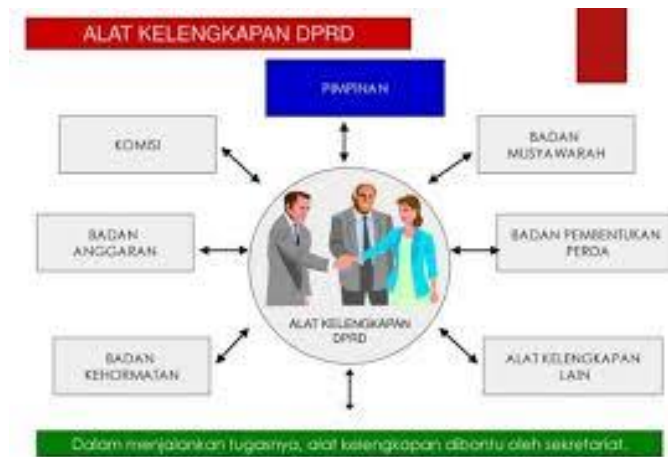 ALAT KELENGKAPAN DPRD
PIMPINAN
KOMISI
BADAN
MUSYAWARAH
BADAN
ANGGARAN
BADAN PEMBENTUKAN
PERDA
ALAT KELENGKAPAN
DPRD
BADAN
KEHORMATAN
ALAT KELENGKAPAN
LAIN
Dalam menjalankan tugasnya, alat kelengkapan dibantu oleh sekretariat.